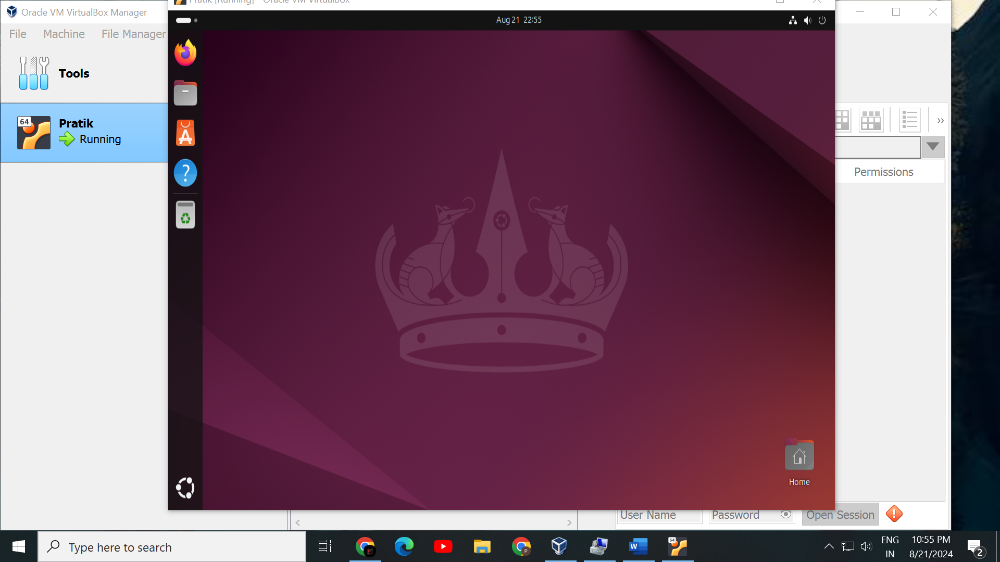 Oracle VM VirtualBox Manager
Pratik [Running] - Oracle VM VirtualBox
File Machine File Manager
Aug 21 22:55
Tools
64
Pratik
Running
Permissions
Home
User Name
Password
Open Session
Type here to search
ENG
IN
10:55 PM
8/21/2024
2